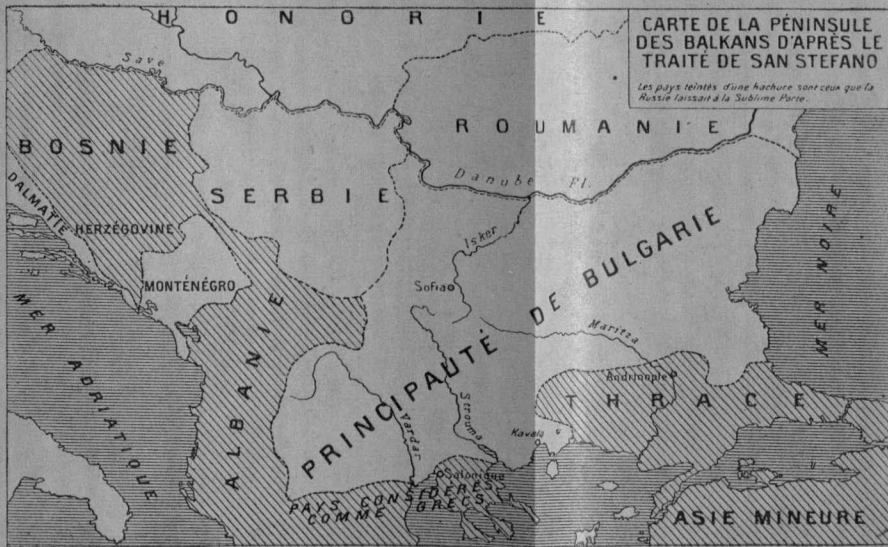 HONORIE
CARTE DE LA PÉNINSULE
DES BALKANS D'APRÈS LE
TRAITÉ DE SAN STEFANO
Les pays teintés d'une hachure sont ceux que la
Russie laissait à la Sublime Porte.
Save
ROUMANIE
BOSNIE
SERBIE
Danube Fl.
DALMATIE
HERZÉGOVINE
MONTÉNÉGRO
Isker
Sofia
PRINCIPAUTÉ DE BULGARIE
MER NOIRE
MER ADRIATIQUE
ALBANIE
Maritza
Andrinople
THRACE
Vardar
Strouma
Kavala
Salonique
PAYS CONSIDÉRÉS
COMME GRECS
ASIE MINEURE